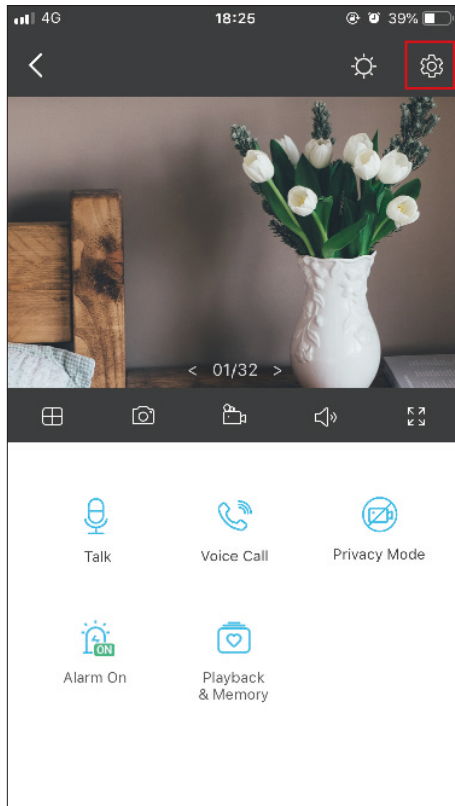 4G 18:25 39%
< 01/32 >
Talk Voice Call Privacy Mode
ON
Alarm On Playback
& Memory